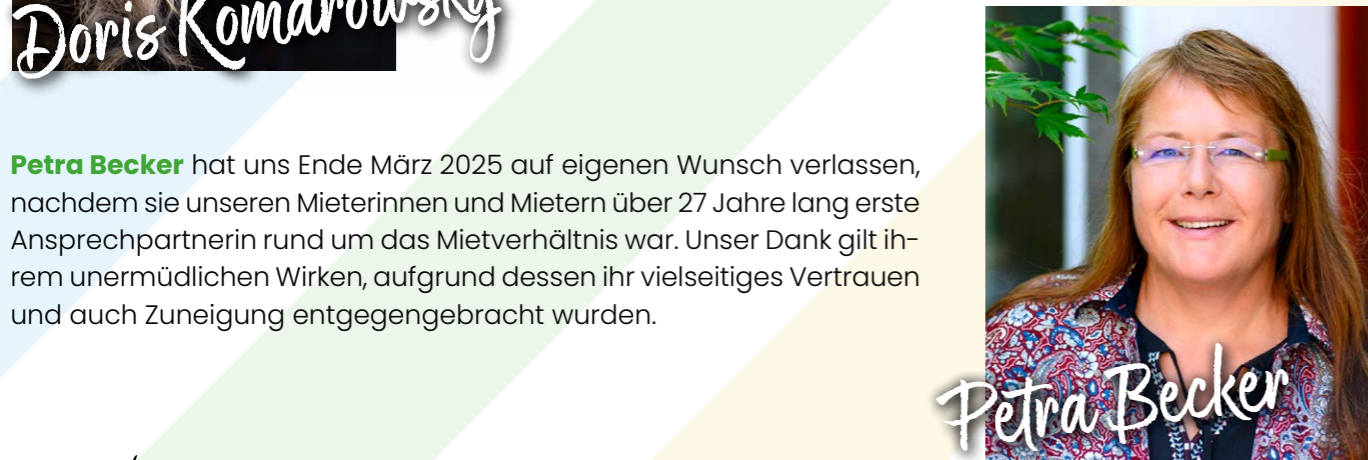 Doris Komarowsky
Petra Becker hat uns Ende März 2025 auf eigenen Wunsch verlassen,
nachdem sie unseren Mieterinnen und Mietern über 27 Jahre lang erste
Ansprechpartnerin rund um das Mietverhältnis war. Unser Dank gilt ih-
rem unermüdlichen Wirken, aufgrund dessen ihr vielseitiges Vertrauen
und auch Zuneigung entgegengebracht wurden.
Petra Becker